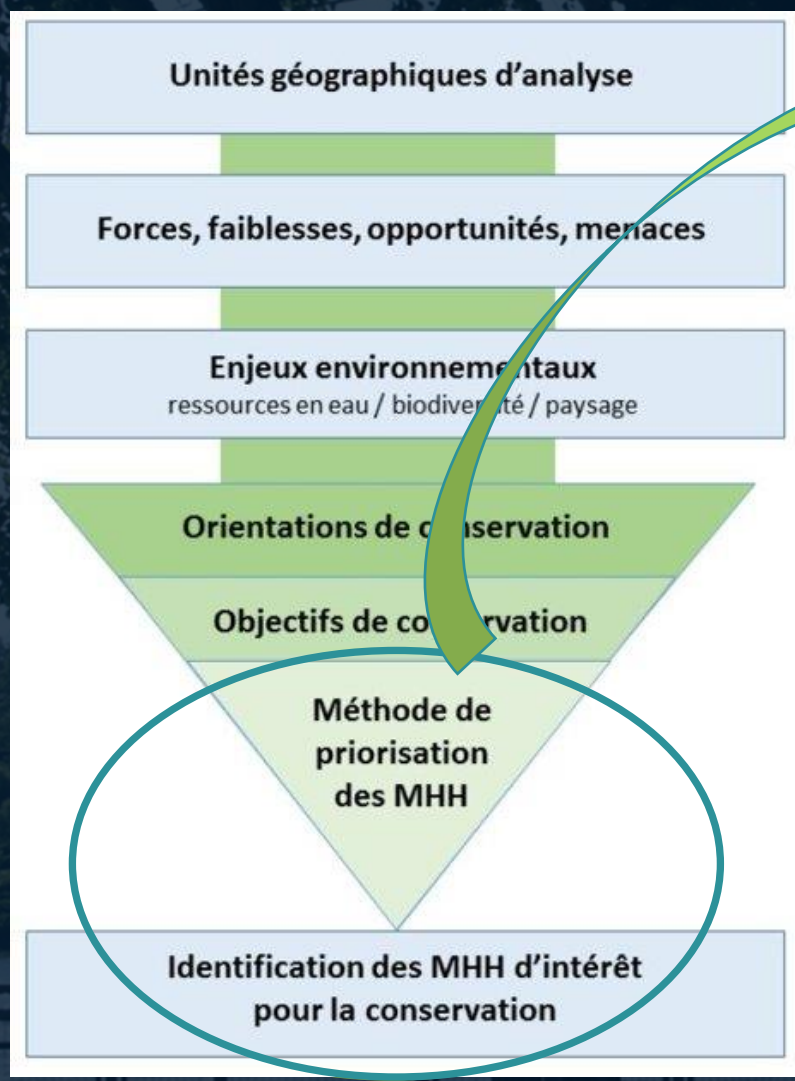 Unités géographiques d’analyse
Forces, faiblesses, opportunités, menaces
Enjeux environnementaux
ressources en eau / biodiversité / paysage
Orientations de conservation
Objectifs de conservation
Méthode de
priorisation
des MHH
Identification des MHH d’intérêt
pour la conservation